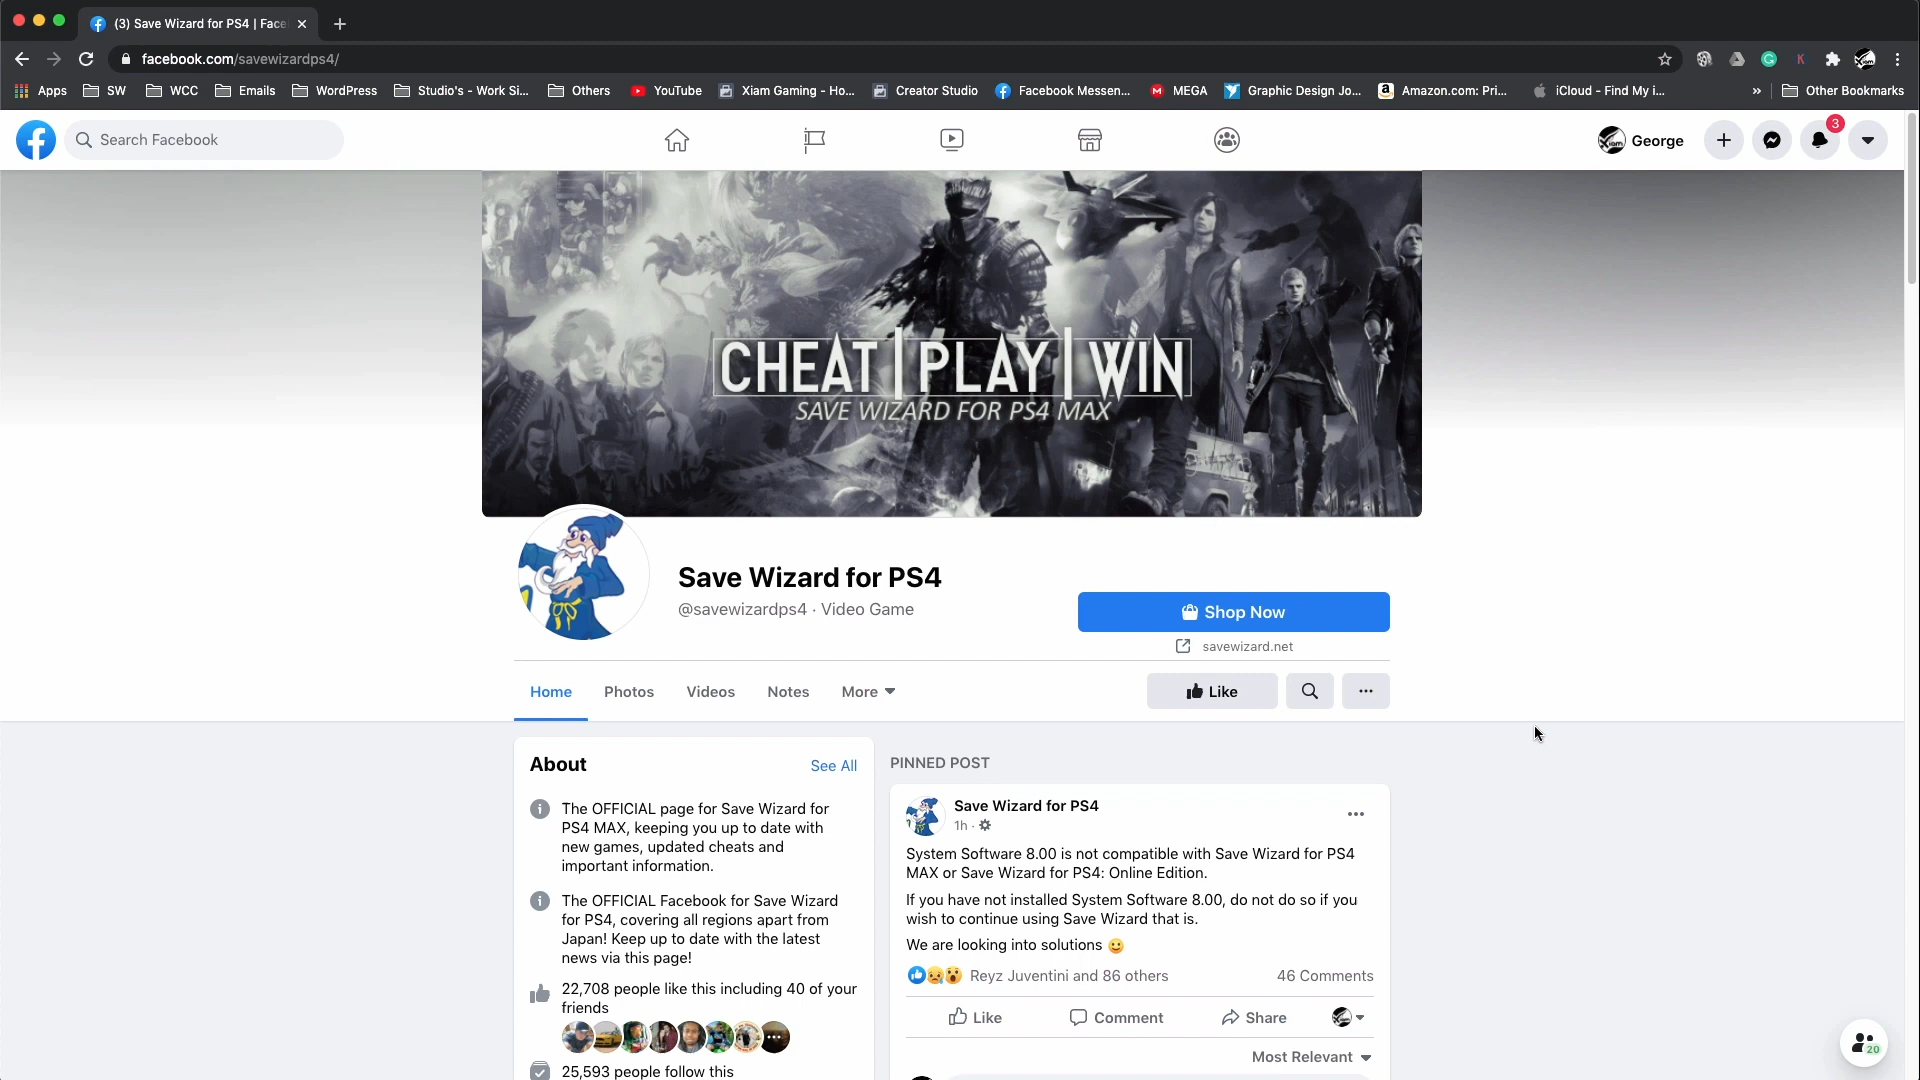 (3) Save Wizard for PS4 | Face
facebook.com/savewizardps4/
Apps
SW
WCC
Emails
WordPress
Studio's - Work Si...
Others
YouTube
Xiam Gaming - Ho...
Creator Studio
Facebook Messen...
MEGA
Graphic Design Jo...
Amazon.com: Pri...
iCloud - Find My i...
»
Other Bookmarks
Search Facebook
George
3
CHEAT|PLAY|WIN
SAVE WIZARD FOR PS4 MAX
Save Wizard for PS4
@savewizardps4 · Video Game
Shop Now
savewizard.net
Home
Photos
Videos
Notes
More
Like
About
See All
The OFFICIAL page for Save Wizard for
PS4 MAX, keeping you up to date with
new games, updated cheats and
important information.
The OFFICIAL Facebook for Save Wizard
for PS4, covering all regions apart from
Japan! Keep up to date with the latest
news via this page!
22,708 people like this including 40 of your
friends
25,593 people follow this
PINNED POST
Save Wizard for PS4
1h ·
System Software 8.00 is not compatible with Save Wizard for PS4
MAX or Save Wizard for PS4: Online Edition.
If you have not installed System Software 8.00, do not do so if you
wish to continue using Save Wizard that is.
We are looking into solutions 😀
Reyz Juventini and 86 others
46 Comments
Like
Comment
Share
Most Relevant
20